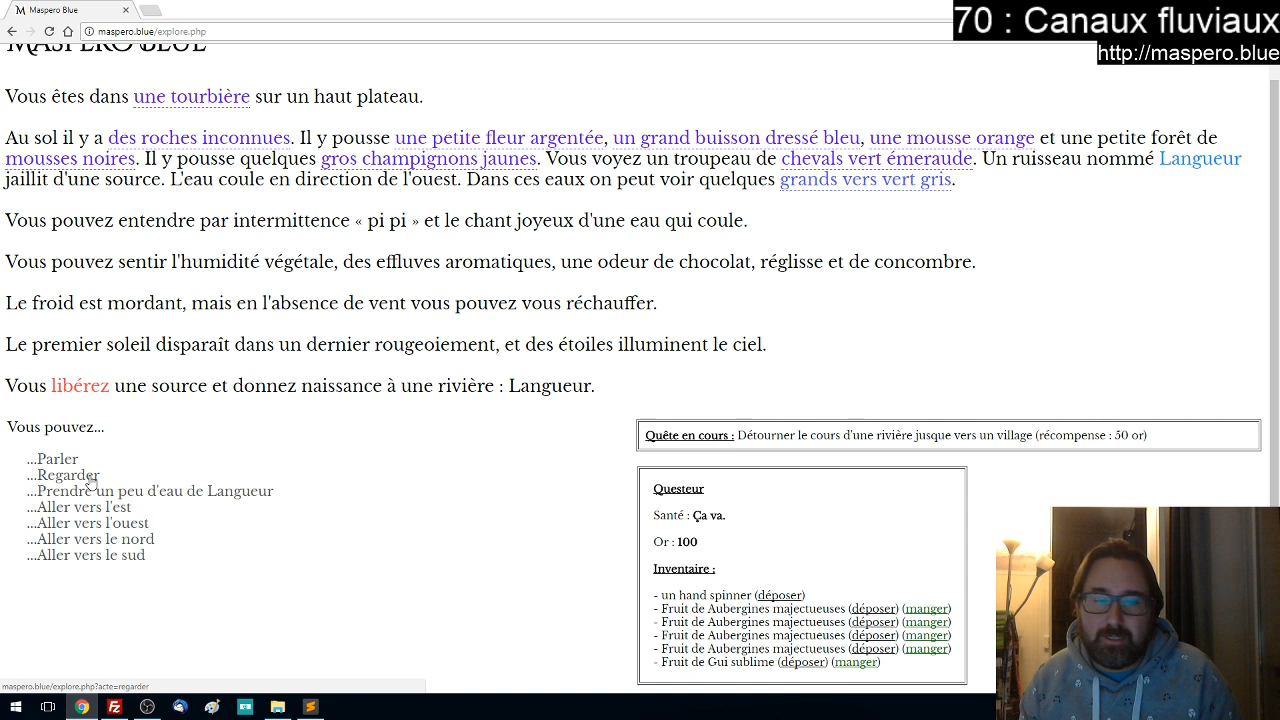 Maspero Blue
maspero.blue/explore.php
70 : Canaux fluviaux
http://maspero.blue
Maspero Blue
Vous êtes dans une tourbière sur un haut plateau.
Au sol il y a des roches inconnues. Il y pousse une petite fleur argentée, un grand buisson dressé bleu, une mousse orange et une petite forêt de
mousses noires. Il y pousse quelques gros champignons jaunes. Vous voyez un troupeau de chevals vert émeraude. Un ruisseau nommé Langueur
jaillit d'une source. L'eau coule en direction de l'ouest. Dans ces eaux on peut voir quelques grands vers vert gris.
Vous pouvez entendre par intermittence « pi pi » et le chant joyeux d'une eau qui coule.
Vous pouvez sentir l'humidité végétale, des effluves aromatiques, une odeur de chocolat, réglisse et de concombre.
Le froid est mordant, mais en l'absence de vent vous pouvez vous réchauffer.
Le premier soleil disparaît dans un dernier rougeoiement, et des étoiles illuminent le ciel.
Vous libérez une source et donnez naissance à une rivière : Langueur.
Vous pouvez...
...Parler
...Regarder
...Prendre un peu d'eau de Langueur
...Aller vers l'est
...Aller vers l'ouest
...Aller vers le nord
...Aller vers le sud
Quête en cours : Détourner le cours d'une rivière jusque vers un village (récompense : 50 or)
Questeur
Santé : Ça va.
Or : 100
Inventaire :
- un hand spinner (déposer)
- Fruit de Aubergines majectueuses (déposer) (manger)
- Fruit de Aubergines majectueuses (déposer) (manger)
- Fruit de Aubergines majectueuses (déposer) (manger)
- Fruit de Aubergines majectueuses (déposer) (manger)
- Fruit de Gui sublime (déposer) (manger)
maspero.blue/explore.php?acte=regarder